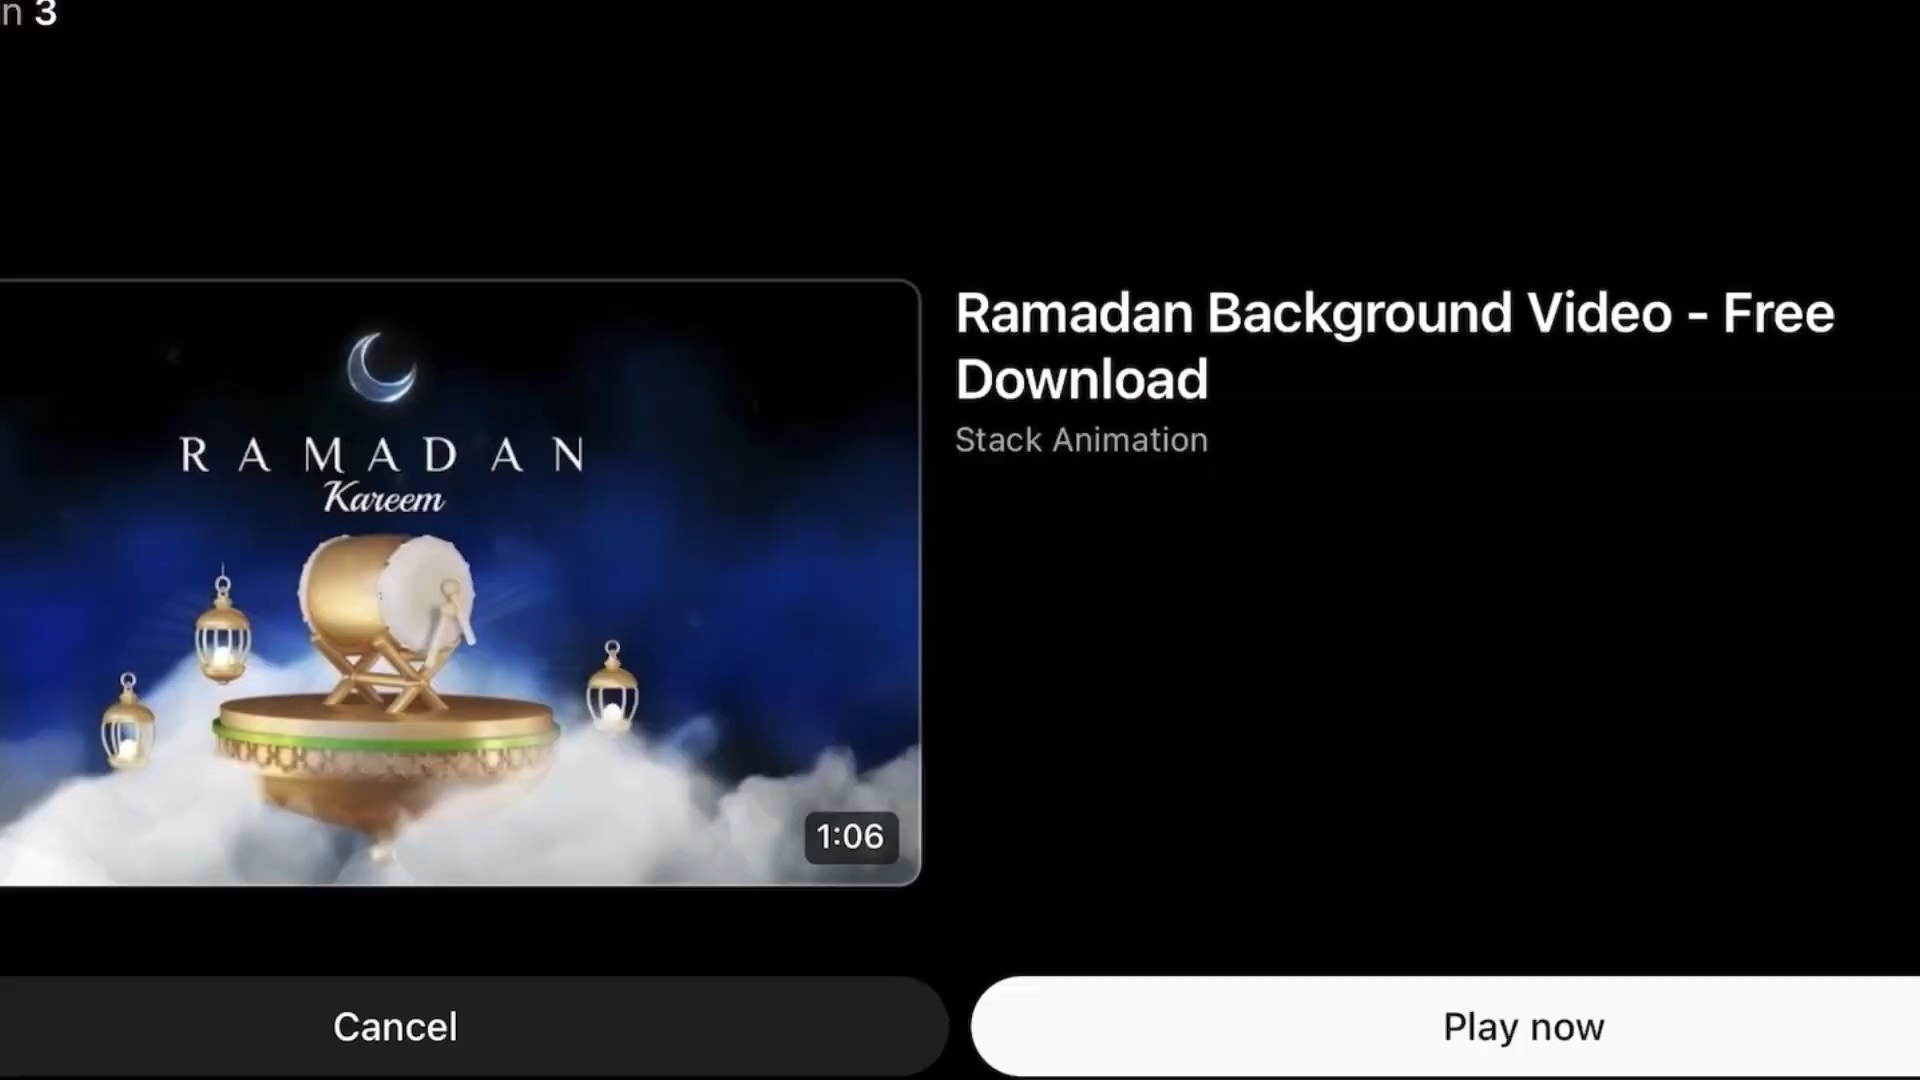 n 3
RAMADAN
Kareem
1:06
Ramadan Background Video - Free
Download
Stack Animation
Cancel
Play now